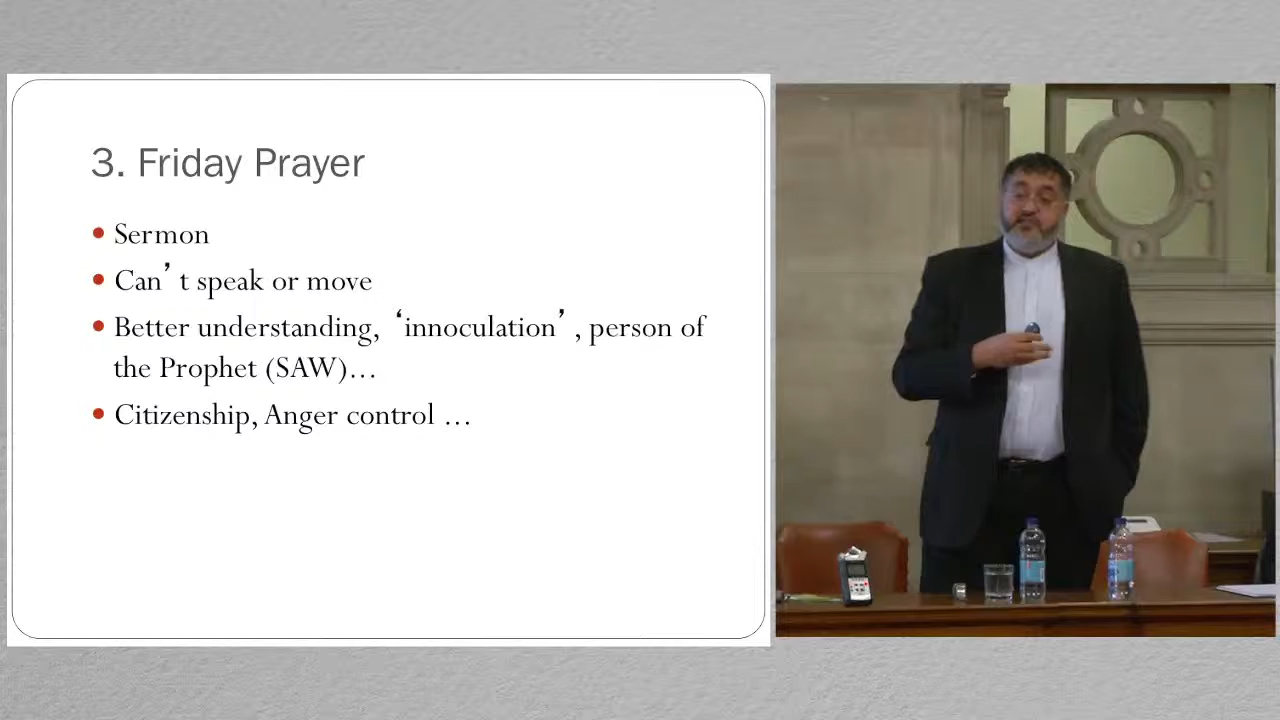 3. Friday Prayer
Sermon
Can’t speak or move
Better understanding, ‘innoculation’, person of
the Prophet (SAW)…
Citizenship, Anger control …